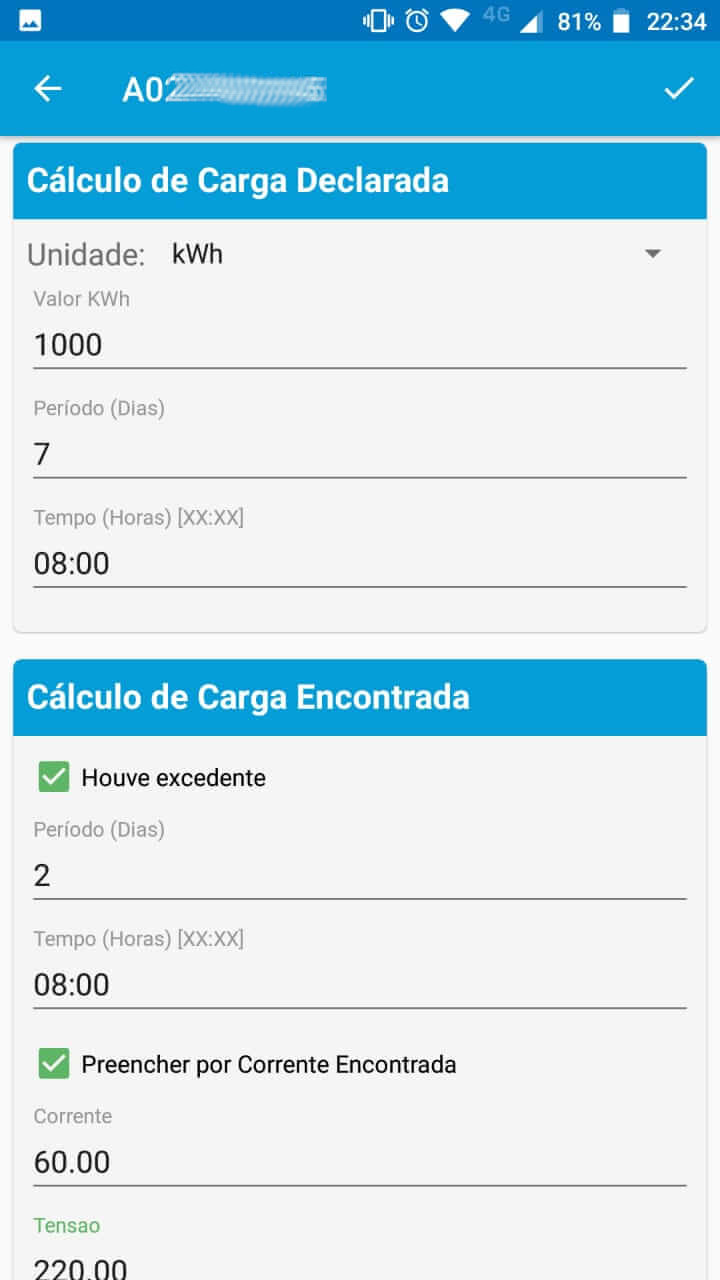 4G 81% 22:34
A02
Cálculo de Carga Declarada
Unidade: kWh
Valor KWh
1000
Período (Dias)
7
Tempo (Horas) [XX:XX]
08:00
Cálculo de Carga Encontrada
Houve excedente
Período (Dias)
2
Tempo (Horas) [XX:XX]
08:00
Preencher por Corrente Encontrada
Corrente
60.00
Tensao
220.00